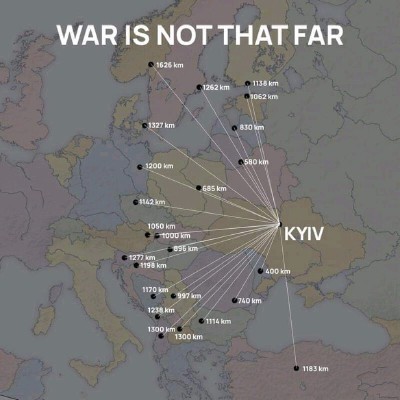 WAR IS NOT THAT FAR
1626 km
1138 km
1262 km
1062 km
1327 km
830 km
580 km
1200 km
685 km
1142 km
1050 km
1000 km
KYIV
896 km
1277 km
1198 km
400 km
1170 km
997 km
740 km
1238 km
1114 km
1300 km
1300 km
1183 km